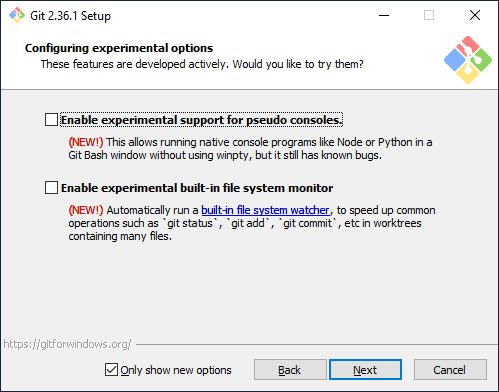 Git 2.36.1 Setup
Configuring experimental options
These features are developed actively. Would you like to try them?
Enable experimental support for pseudo consoles.
(NEW!) This allows running native console programs like Node or Python in a
Git Bash window without using winpty, but it still has known bugs.
Enable experimental built-in file system monitor
(NEW!) Automatically run a built-in file system watcher, to speed up common
operations such as `git status`, `git add`, `git commit`, etc in worktrees
containing many files.
https://gitforwindows.org/
Only show new options
Back
Next
Cancel